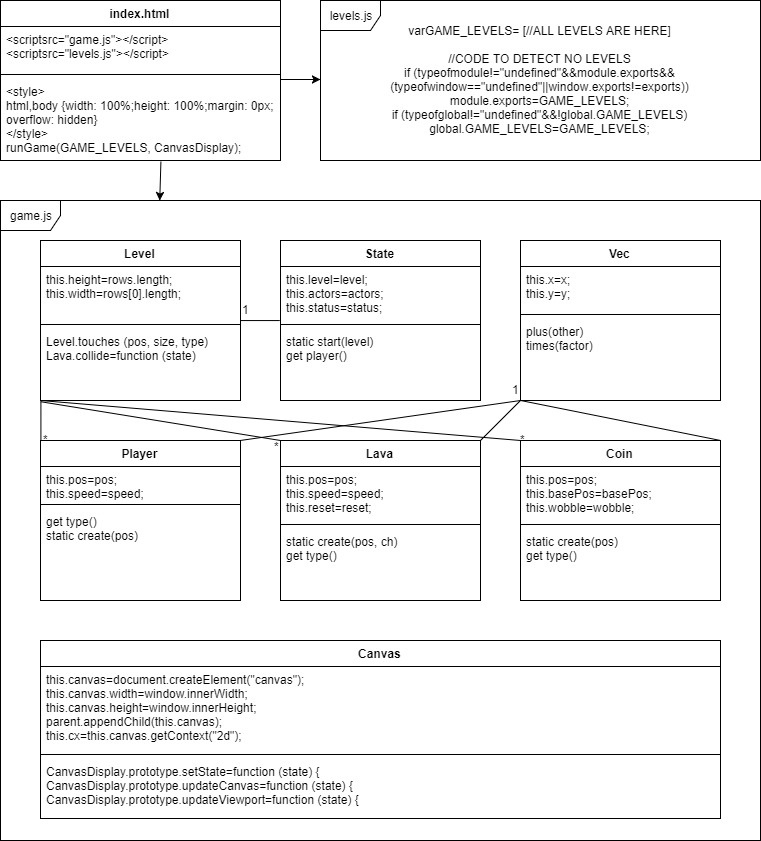 index.html
<scriptsrc="game.js"></script>
<scriptsrc="levels.js"></script>
<style>
html,body {width: 100%;height: 100%;margin: 0px;
overflow: hidden}
</style>
runGame(GAME_LEVELS, CanvasDisplay);
levels.js
varGAME_LEVELS= [//ALL LEVELS ARE HERE]
//CODE TO DETECT NO LEVELS
if (typeofmodule!="undefined"&&module.exports&&
(typeofwindow=="undefined"||window.exports!=exports))
module.exports=GAME_LEVELS;
if (typeofglobal!="undefined"&&!global.GAME_LEVELS)
global.GAME_LEVELS=GAME_LEVELS;
game.js
Level
this.height=rows.length;
this.width=rows[0].length;
Level.touches (pos, size, type)
Lava.collide=function (state)
1
State
this.level=level;
this.actors=actors;
this.status=status;
static start(level)
get player()
Vec
this.x=x;
this.y=y;
plus(other)
times(factor)
1
*
*
*
Player
this.pos=pos;
this.speed=speed;
get type()
static create(pos)
Lava
this.pos=pos;
this.speed=speed;
this.reset=reset;
static create(pos, ch)
get type()
Coin
this.pos=pos;
this.basePos=basePos;
this.wobble=wobble;
static create(pos)
get type()
Canvas
this.canvas=document.createElement("canvas");
this.canvas.width=window.innerWidth;
this.canvas.height=window.innerHeight;
parent.appendChild(this.canvas);
this.cx=this.canvas.getContext("2d");
CanvasDisplay.prototype.setState=function (state) {
CanvasDisplay.prototype.updateCanvas=function (state) {
CanvasDisplay.prototype.updateViewport=function (state) {